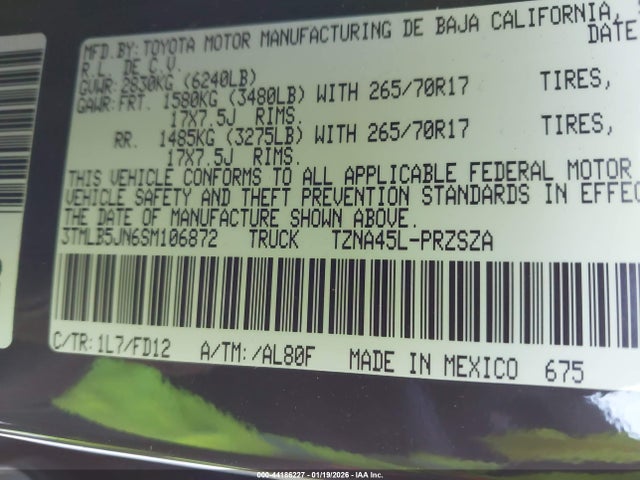 MFD.BY: TOYOTA MOTOR MANUFACTURING DE BAJA CALIFORNIA,
R.L. DE C.V. DATE
GVWR: 2830KG (6240LB)
GAWR: FRT. 1580KG (3480LB) WITH 265/70R17 TIRES,
17X7.5J RIMS.
RR. 1485KG (3275LB) WITH 265/70R17 TIRES,
17X7.5J RIMS.
THIS VEHICLE CONFORMS TO ALL APPLICABLE FEDERAL MOTOR
VEHICLE SAFETY AND THEFT PREVENTION STANDARDS IN EFFEC
THE DATE OF MANUFACTURE SHOWN ABOVE.
3TMLB5JN6SM106872 TRUCK TZNA45L-PRZSZA
C/TR: 1L7/FD12 A/TM: /AL80F MADE IN MEXICO 675
000-44186227 - 01/19/2026 - IAA Inc.